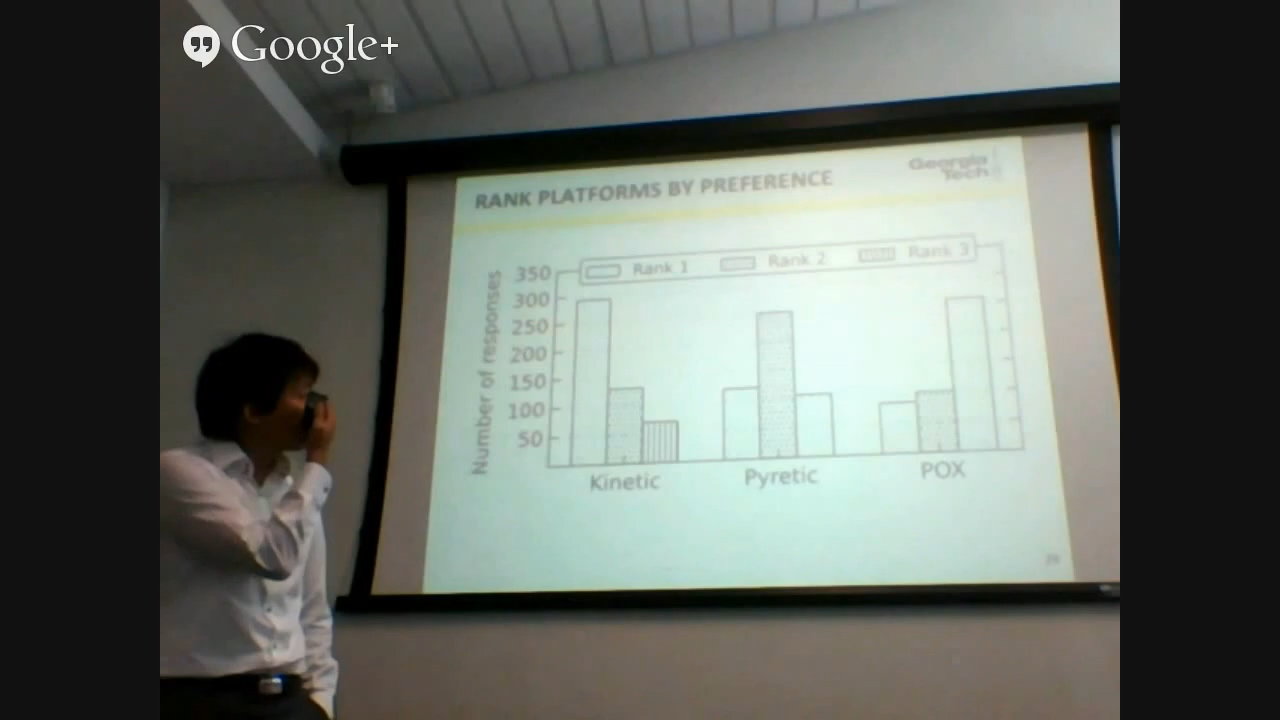 Google+
RANK PLATFORMS BY PREFERENCE
Georgia
Tech
Rank 1
Rank 2
Rank 3
Number of responses
350
300
250
200
150
100
50
Kinetic
Pyretic
POX